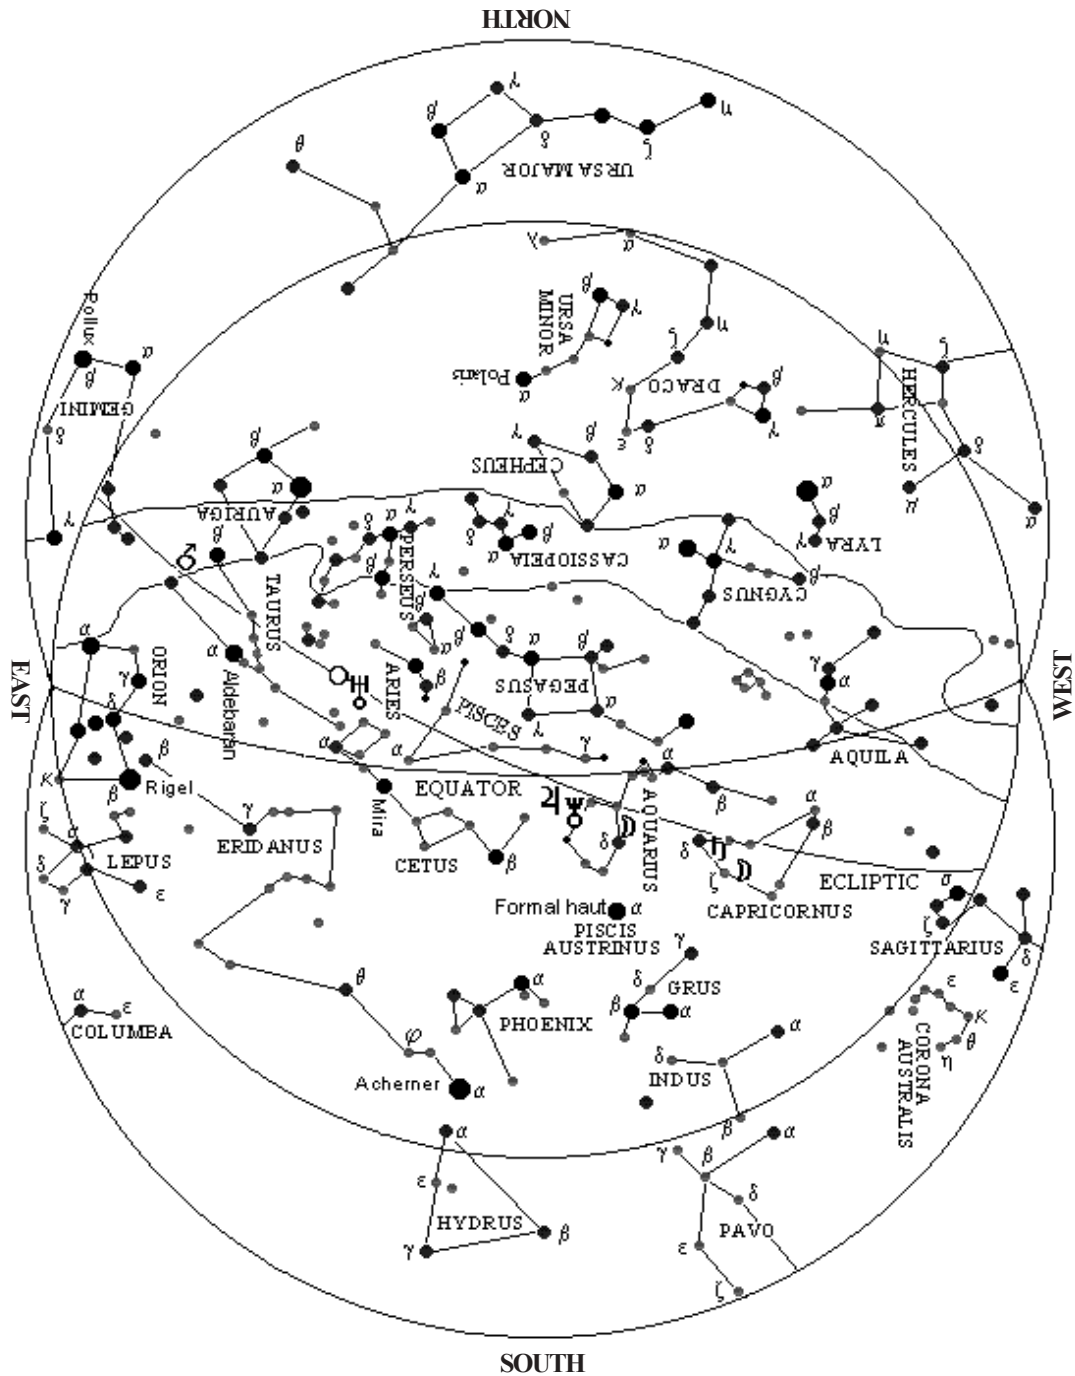 NORTH
γ
β
η
δ
ζ
θ
α
URSA MAJOR
λ
α
Pollux
β
URSA
MINOR
γ
η
η
ζ
α
β
ζ
HERCULES
GEMINI
Polaris
α
κ
DRACO
β
π
δ
ε
δ
γ
δ
β
γ
β
CEPHEUS
α
α
α
μ
α
γ
AURIGA
δ
γ
γ
β
β
β
α
CASSIOPEIA
γ
LYRA
♂
β
PERSEUS
α
γ
TAURUS
γ
CYGNUS
β
α
ORION
β
β
δ
α
β
α
γ
EAST
γ
α
Aldebaran
ARIES
β
PEGASUS
α
WEST
δ
♅
PISCES
γ
α
α
γ
α
α
AQUILA
β
κ
β
Rigel
Mira
EQUATOR
♃
♆
AQUARIUS
β
α
ζ
α
γ
β
LEPUS
ERIDANUS
CETUS
β
δ
δ
♄
δ
ζ
ECLIPTIC
γ
ε
CAPRICORNUS
σ
Formal haut
α
PISCIS
AUSTRINUS
ζ
SAGITTARIUS
γ
δ
θ
α
δ
GRUS
ε
ε
α
ε
COLUMBA
PHOENIX
β
α
κ
θ
η
CORONA
AUSTRALIS
φ
δ
INDUS
α
Acherner
α
β
α
γ
β
α
ε
δ
HYDRUS
β
PAVO
γ
ε
ζ
SOUTH